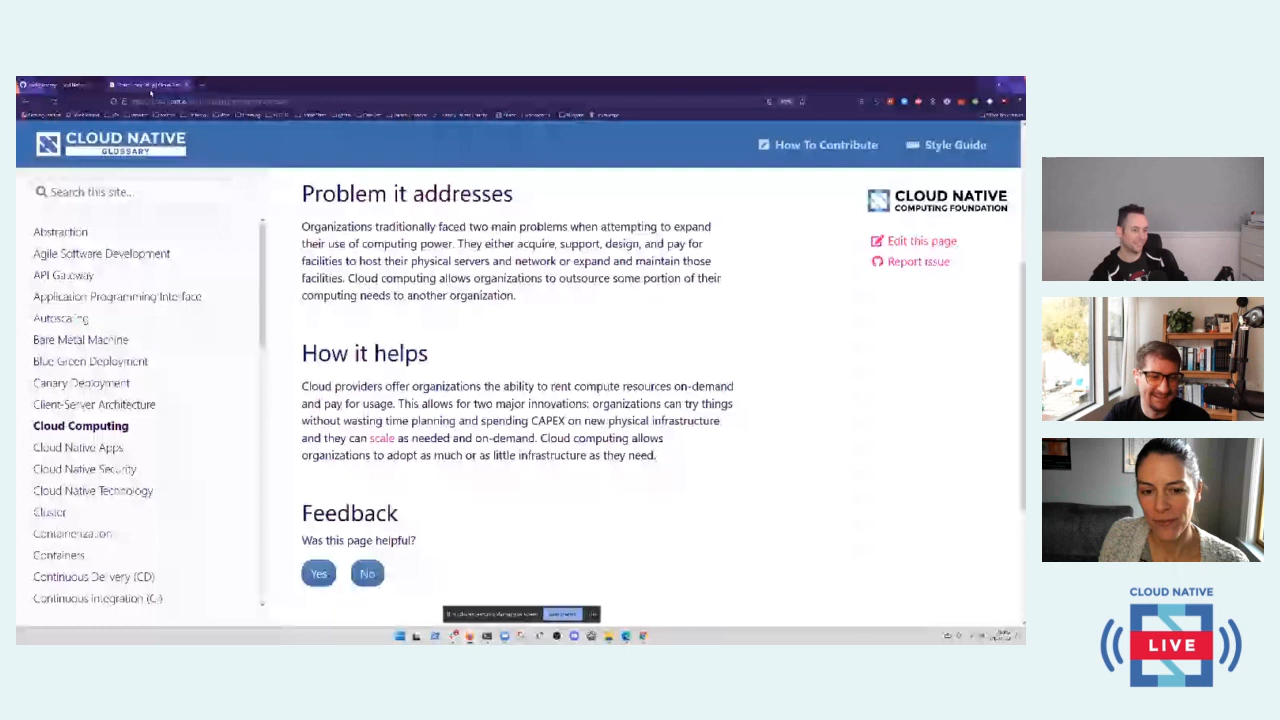 CLOUD NATIVE
GLOSSARY
How To Contribute
Style Guide
Search this site...
Abstraction
Agile Software Development
API Gateway
Application Programming Interface
Autoscaling
Bare Metal Machine
Blue Green Deployment
Canary Deployment
Client-Server Architecture
Cloud Computing
Cloud Native Apps
Cloud Native Security
Cloud Native Technology
Cluster
Containerization
Containers
Continuous Delivery (CD)
Continuous Integration (CI)
Problem it addresses
Organizations traditionally faced two main problems when attempting to expand
their use of computing power. They either acquire, support, design, and pay for
facilities to host their physical servers and network or expand and maintain those
facilities. Cloud computing allows organizations to outsource some portion of their
computing needs to another organization.
How it helps
Cloud providers offer organizations the ability to rent compute resources on-demand
and pay for usage. This allows for two major innovations: organizations can try things
without wasting time planning and spending CAPEX on new physical infrastructure
and they can scale as needed and on-demand. Cloud computing allows
organizations to adopt as much or as little infrastructure as they need.
Feedback
Was this page helpful?
Yes
No
CLOUD NATIVE
COMPUTING FOUNDATION
Edit this page
Report issue
CLOUD NATIVE
LIVE